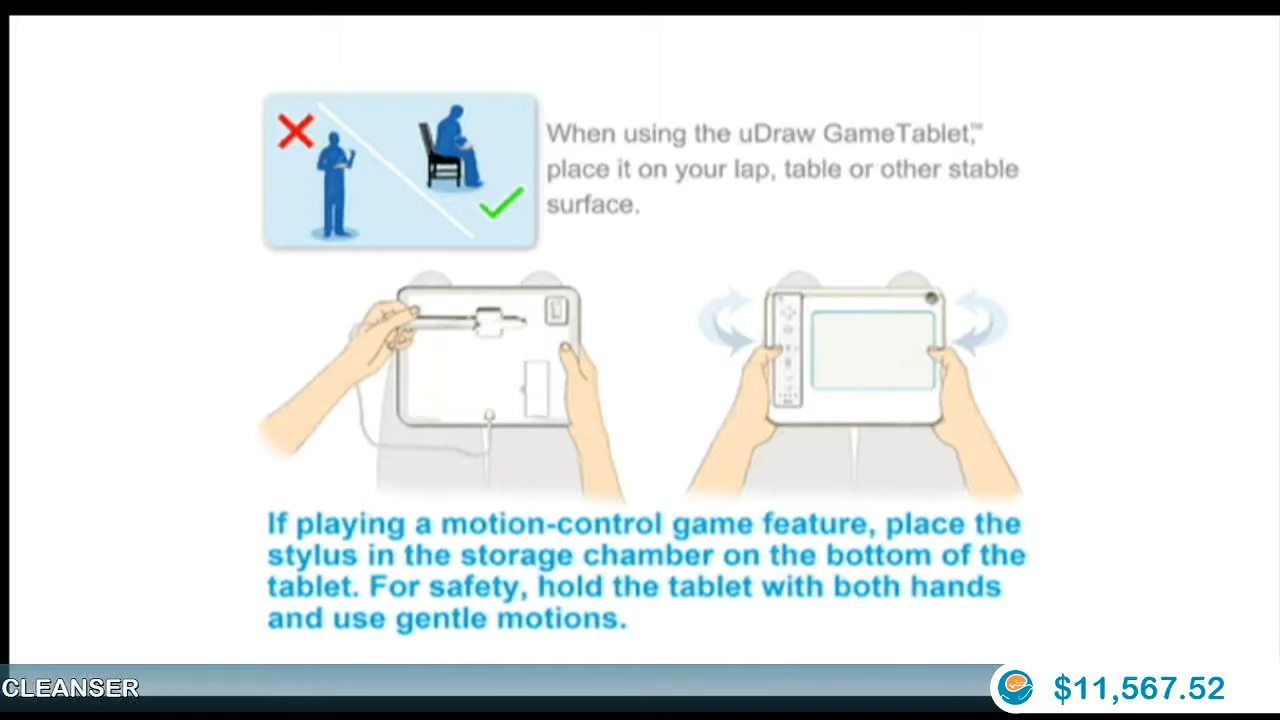 When using the uDraw GameTablet,™
place it on your lap, table or other stable
surface.
If playing a motion-control game feature, place the
stylus in the storage chamber on the bottom of the
tablet. For safety, hold the tablet with both hands
and use gentle motions.
CLEANSER
$11,567.52